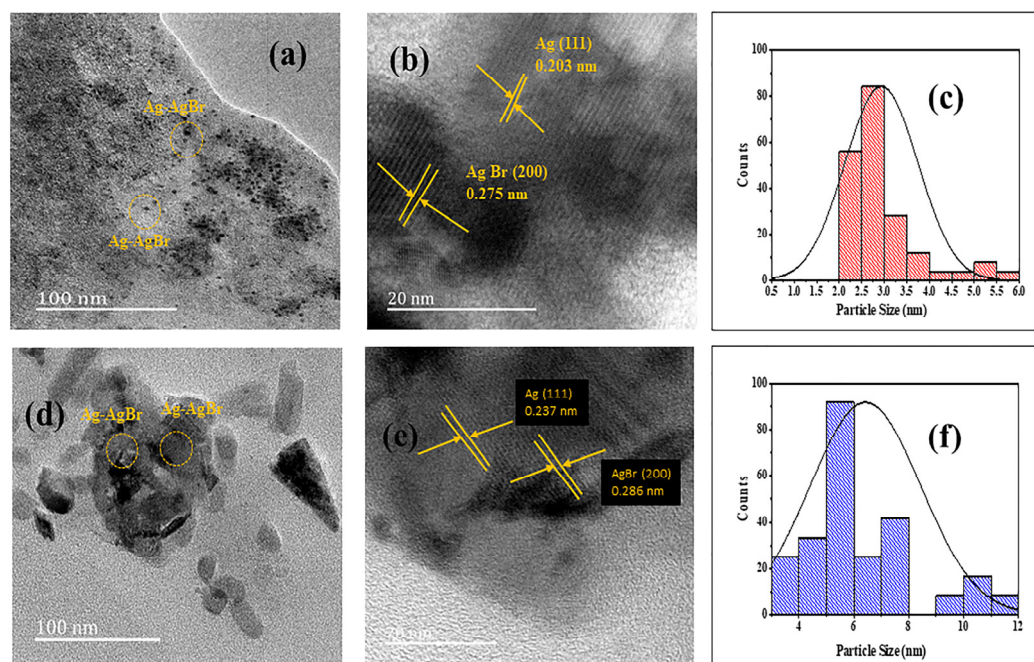 (a)
Ag-AgBr
Ag-AgBr
100 nm
(b)
Ag (111)
0.203 nm
Ag Br (200)
0.275 nm
20 nm
(c)
100
80
60
40
20
0
Counts
0.5 1.0 1.5 2.0 2.5 3.0 3.5 4.0 4.5 5.0 5.5 6.0
Particle Size (nm)
(d)
Ag-AgBr Ag-AgBr
100 nm
(e)
Ag (111)
0.237 nm
AgBr (200)
0.286 nm
nm
(f)
100
80
60
40
20
0
Counts
4 6 8 10 12
Particle Size (nm)